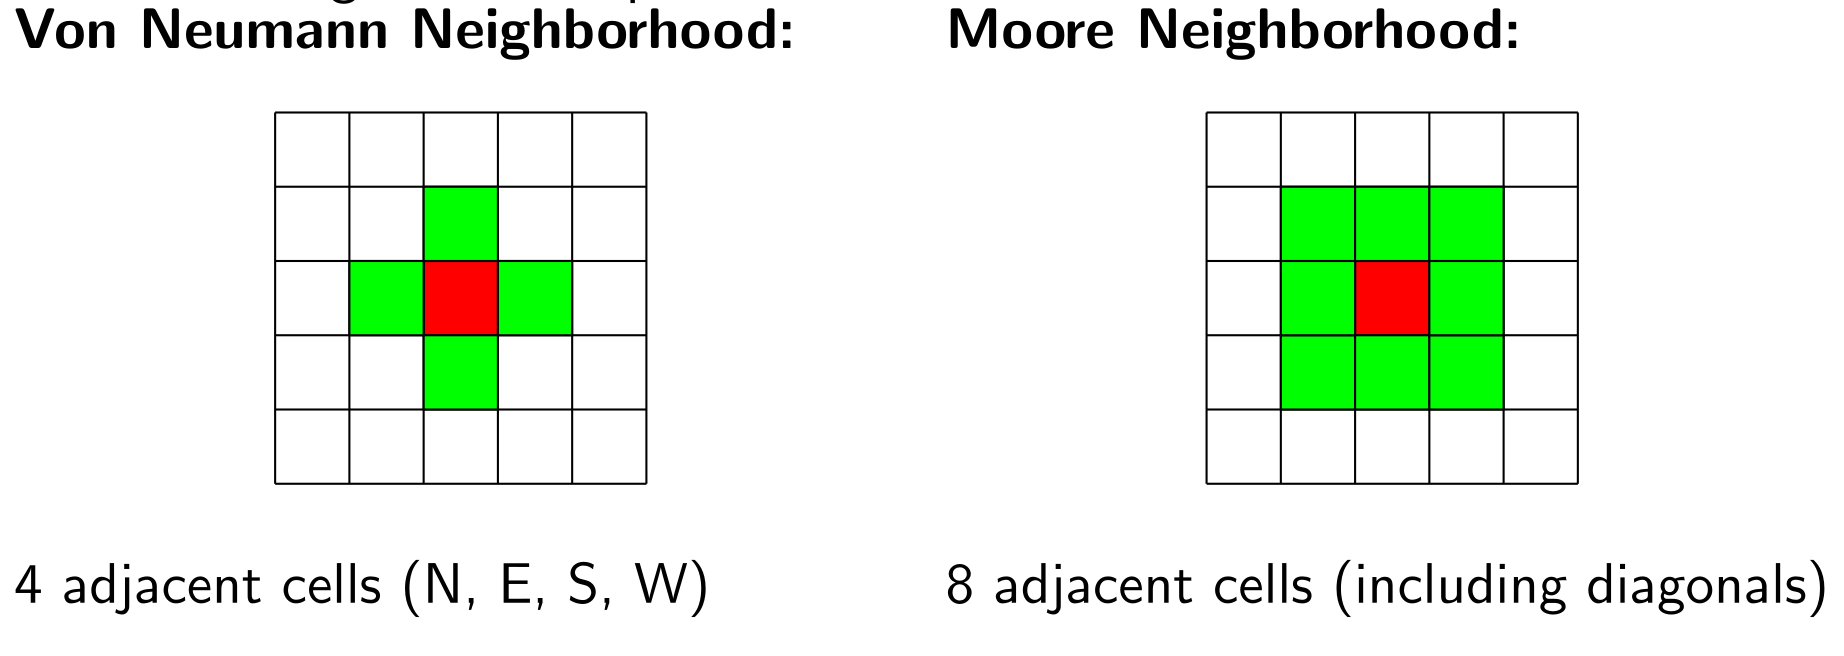 Von Neumann Neighborhood:
Moore Neighborhood:
4 adjacent cells (N, E, S, W)
8 adjacent cells (including diagonals)